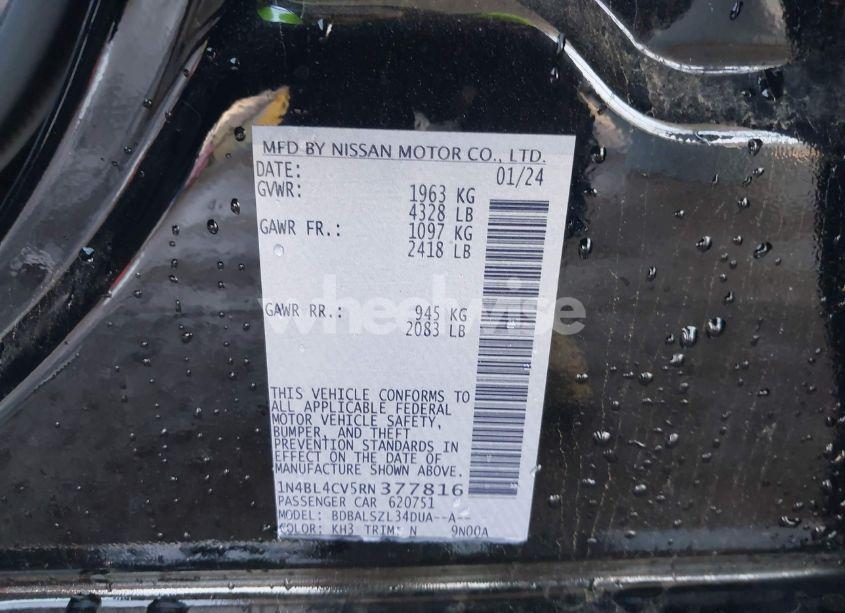 MFD BY NISSAN MOTOR CO., LTD.
DATE: 01/24
GVWR: 1963 KG
4328 LB
GAWR FR.: 1097 KG
2418 LB
wheelwise
GAWR RR.: 945 KG
2083 LB
THIS VEHICLE CONFORMS TO
ALL APPLICABLE FEDERAL
MOTOR VEHICLE SAFETY,
BUMPER, AND THEFT
PREVENTION STANDARDS IN
EFFECT ON THE DATE OF
MANUFACTURE SHOWN ABOVE.
1N4BL4CV5RN377816
PASSENGER CAR 620751
MODEL: BDBALSZL34DUA--A--
COLOR: KH3 TRIM: N 9N00A